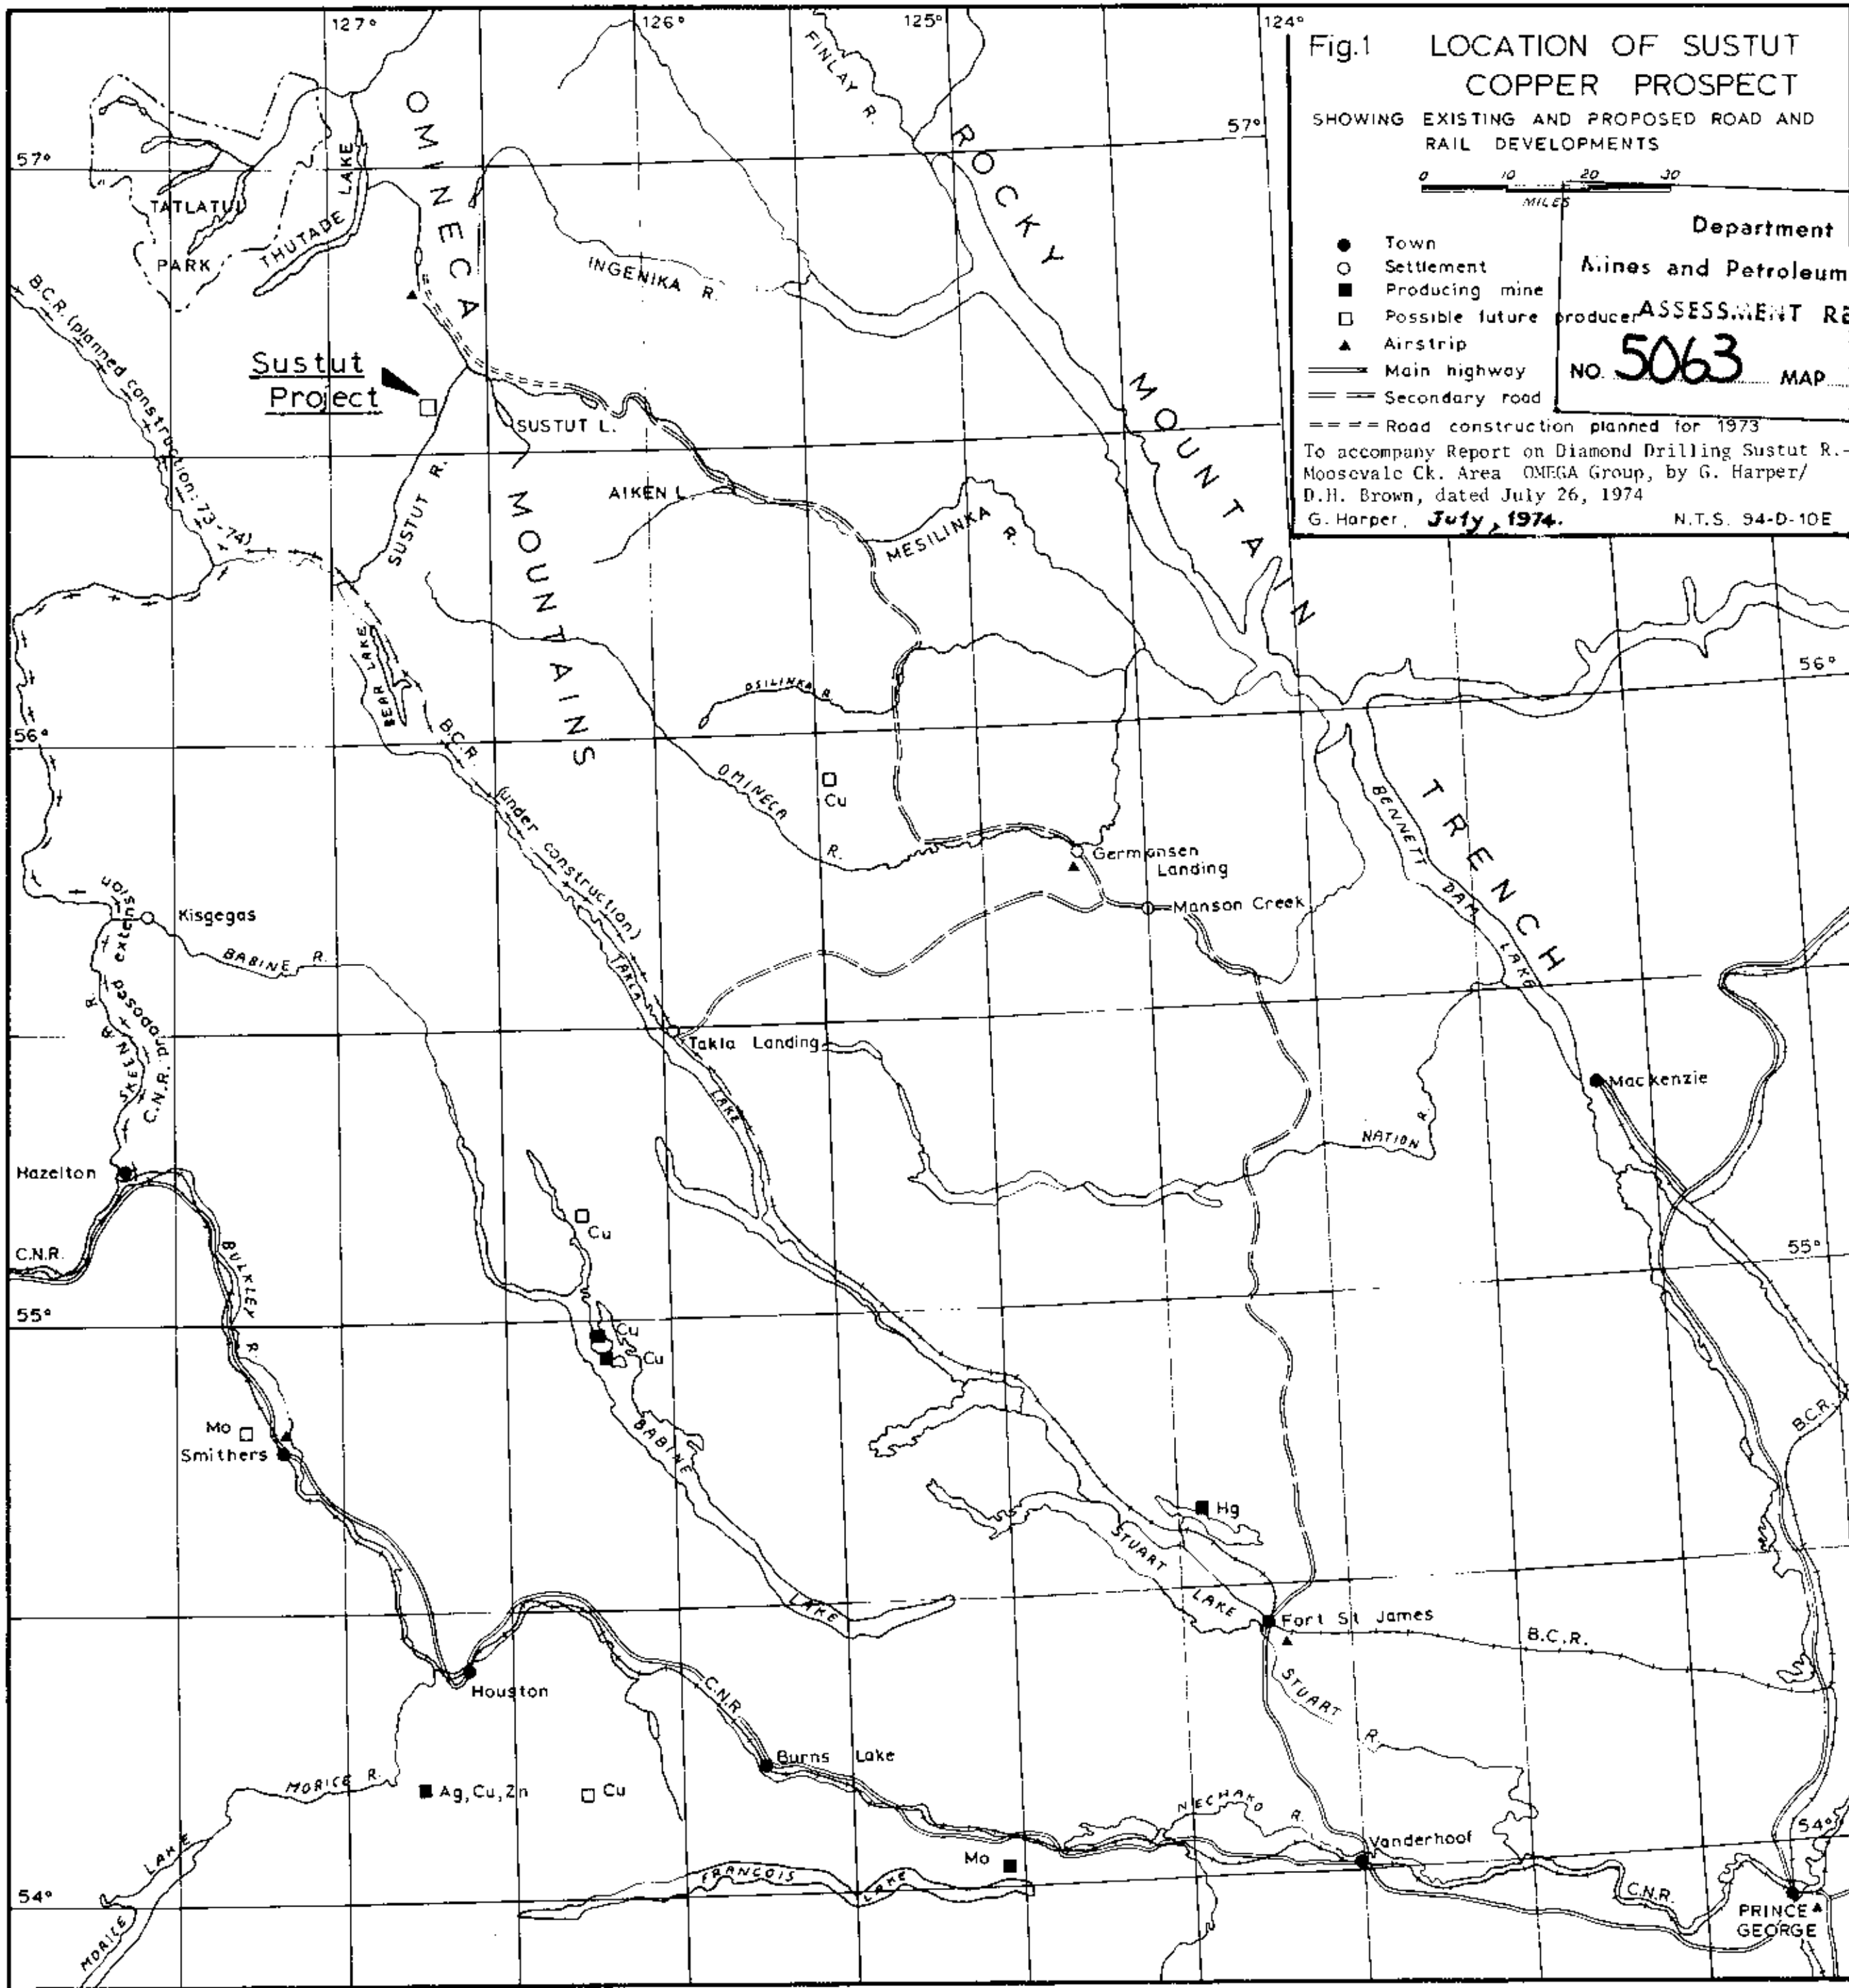 127°
126°
125°
124°
Fig.1 LOCATION OF SUSTUT
COPPER PROSPECT
SHOWING EXISTING AND PROPOSED ROAD AND
RAIL DEVELOPMENTS
0 10 20 30
MILES
Department
Mines and Petroleum
ASSESSMENT RE
NO. 5063 MAP
Town
Settlement
Producing mine
Possible future producer
Airstrip
Main highway
Secondary road
Road construction planned for 1973
To accompany Report on Diamond Drilling Sustut R.-
Moosevale Ck. Area OMEGA Group, by G. Harper/
D.H. Brown, dated July 26, 1974
G. Harper, July, 1974. N.T.S. 94-D-10E
FINLAY R.
57°
57°
OMINECA
MOUNTAINS
ROCKY
MOUNTAIN
TRENCH
TATLATUI
PARK
THUTADE LAKE
INGENIKA R.
B.C.R. (planned construction: 73-74)
Sustut
Project
SUSTUT L.
SUSTUT R.
AIKEN L.
MESILINKA R.
BEAR LAKE
OSILINKA R.
56°
56°
B.C.R.
(under construction)
OMINECA R.
Cu
Germansen
Landing
Manson Creek
BENNETT DAM LAKE
Kisgegas
BABINE R.
C.N.R. proposed extension
SKEENA R.
TAKLA LAKE
Takla Landing
Mackenzie
NATION R.
Hazelton
C.N.R.
BULKLEY R.
Cu
55°
55°
Cu
Cu
Mo
Smithers
BABINE LAKE
B.C.R.
Hg
STUART LAKE
Fort St James
B.C.R.
STUART R.
Houston
C.N.R.
Burns Lake
MORICE R.
Ag,Cu,Zn
Cu
NECHAKO R.
Vanderhoof
54°
54°
Mo
FRANCOIS LAKE
C.N.R.
MORICE LAKE
PRINCE
GEORGE